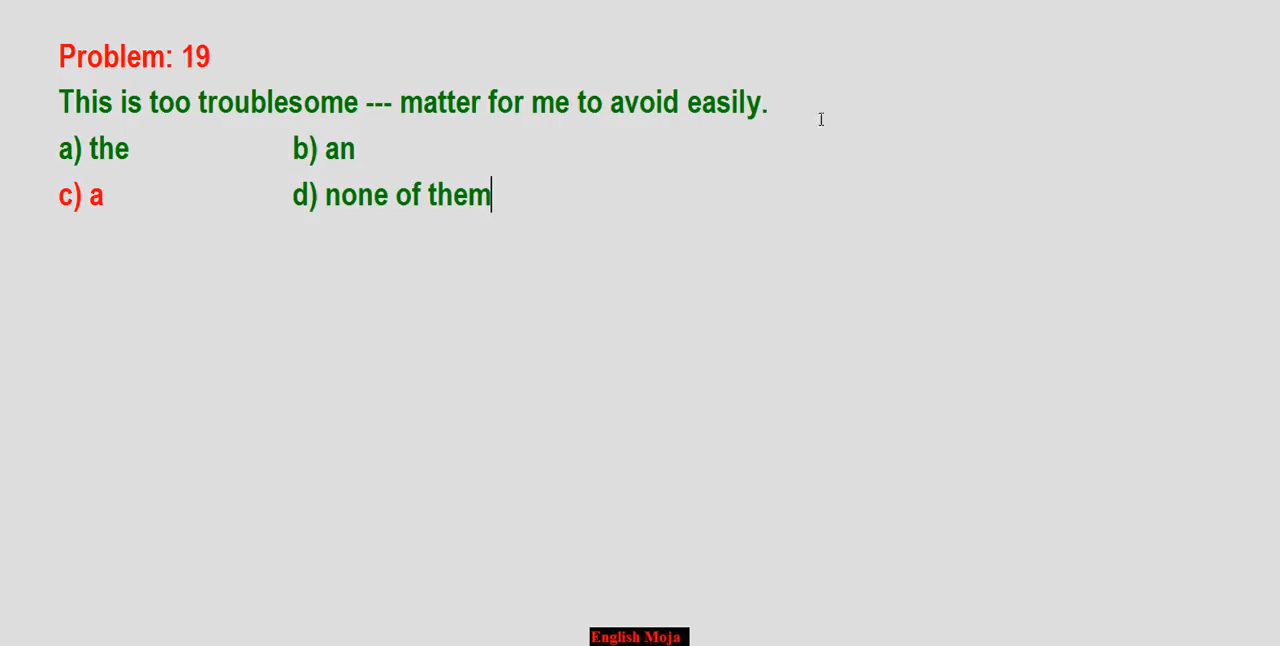 Problem: 19
This is too troublesome --- matter for me to avoid easily.
a) the b) an
c) a d) none of them
English Moja